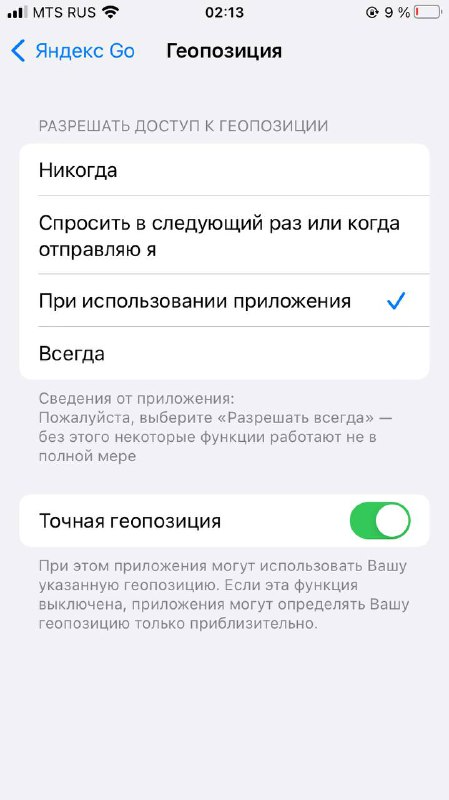 MTS RUS 02:13 9 %
Яндекс Go Геопозиция
РАЗРЕШАТЬ ДОСТУП К ГЕОПОЗИЦИИ
Никогда
Спросить в следующий раз или когда
отправляю я
При использовании приложения
Всегда
Сведения от приложения:
Пожалуйста, выберите «Разрешать всегда» —
без этого некоторые функции работают не в
полной мере
Точная геопозиция
При этом приложения могут использовать Вашу
указанную геопозицию. Если эта функция
выключена, приложения могут определять Вашу
геопозицию только приблизительно.